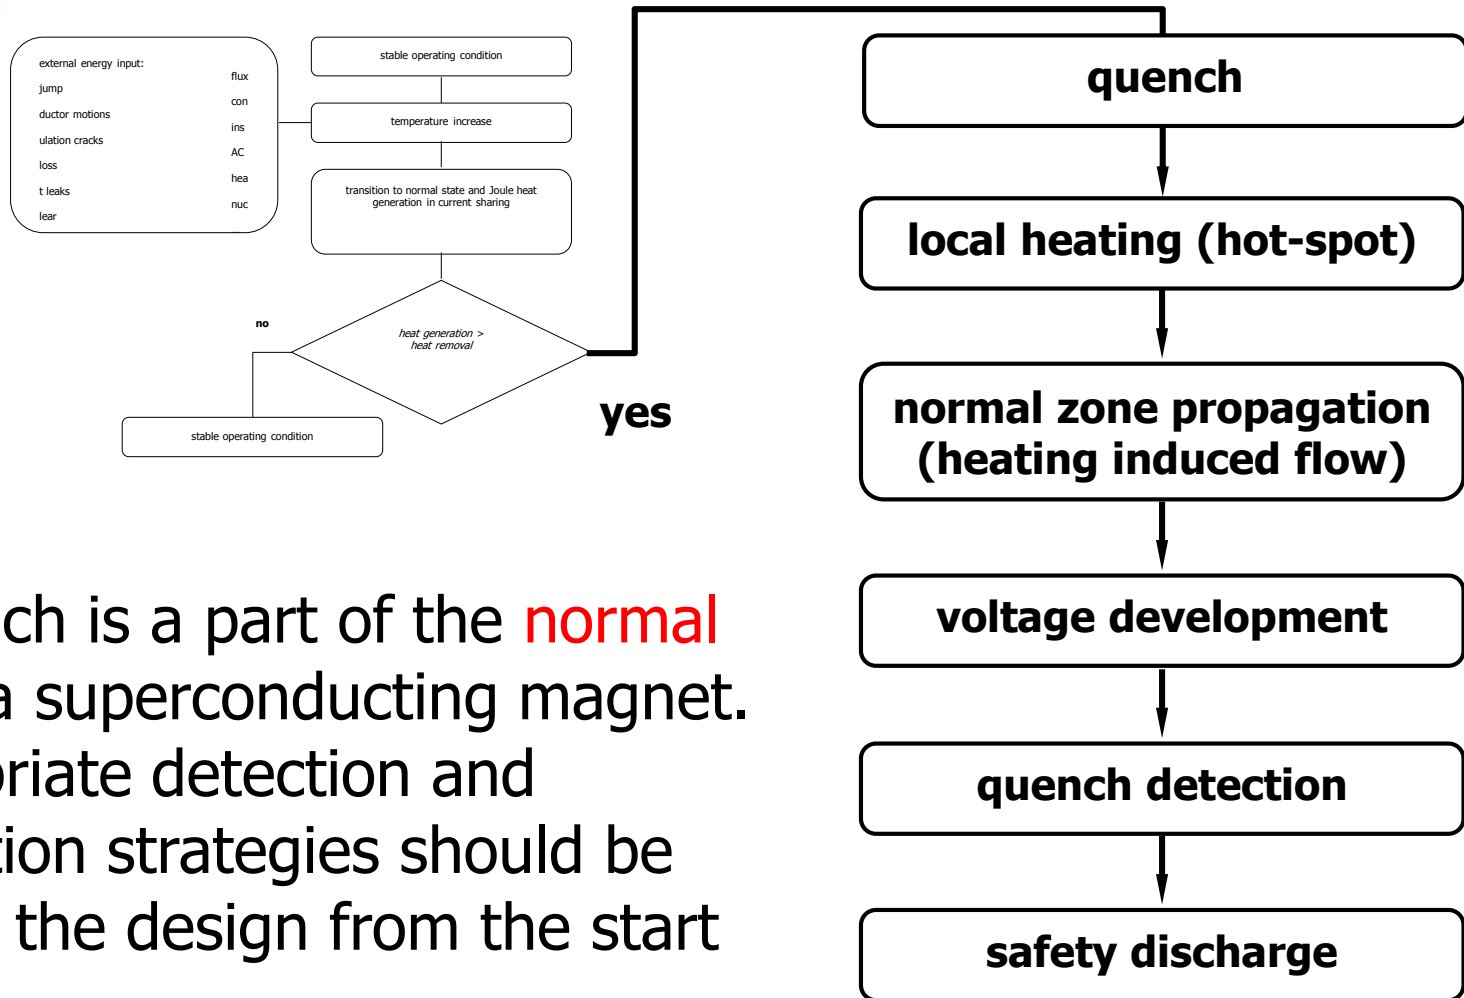 external energy input:
flux
jump
con
ductor motions
ins
ulation cracks
AC
loss
hea
t leaks
nuc
lear
...
stable operating condition
temperature increase
transition to normal state and Joule heat
generation in current sharing
heat generation >
heat removal
no
yes
stable operating condition
quench
local heating (hot-spot)
normal zone propagation
(heating induced flow)
voltage development
quench detection
safety discharge
ch is a part of the normal
a superconducting magnet.
riate detection and
tion strategies should be
the design from the start